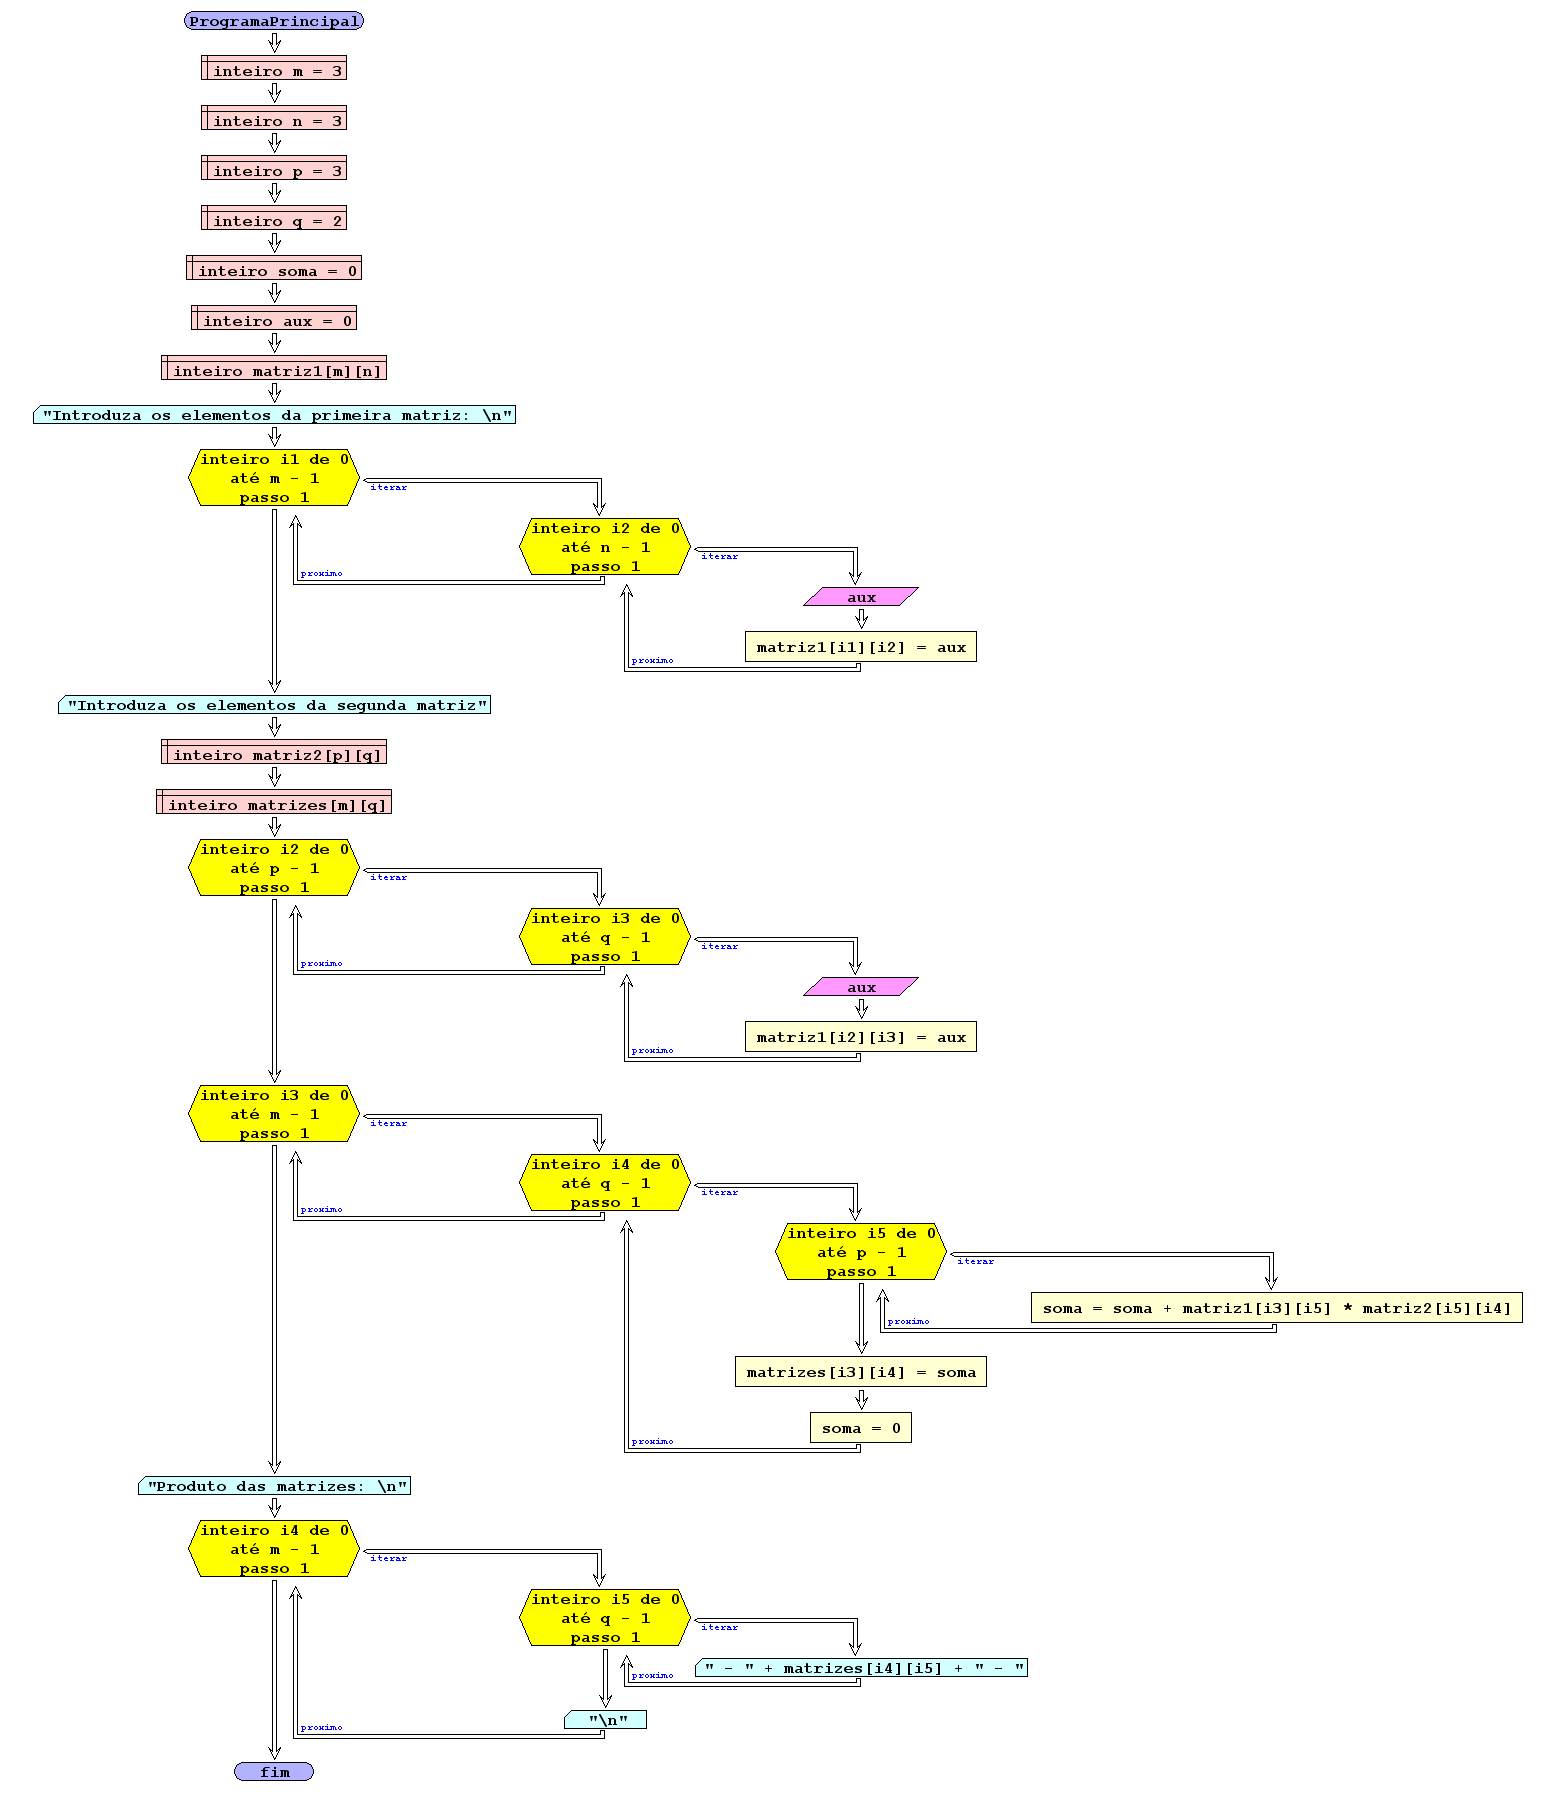 ProgramaPrincipal
inteiro m = 3
inteiro n = 3
inteiro p = 3
inteiro q = 2
inteiro soma = 0
inteiro aux = 0
inteiro matriz1[m][n]
"Introduza os elementos da primeira matriz: \n"
inteiro i1 de 0
até m - 1
passo 1
iterar
inteiro i2 de 0
até n - 1
passo 1
iterar
proximo
aux
matriz1[i1][i2] = aux
proximo
"Introduza os elementos da segunda matriz"
inteiro matriz2[p][q]
inteiro matrizes[m][q]
inteiro i2 de 0
até p - 1
passo 1
iterar
inteiro i3 de 0
até q - 1
passo 1
iterar
proximo
aux
matriz1[i2][i3] = aux
proximo
inteiro i3 de 0
até m - 1
passo 1
iterar
inteiro i4 de 0
até q - 1
passo 1
iterar
proximo
inteiro i5 de 0
até p - 1
passo 1
iterar
soma = soma + matriz1[i3][i5] * matriz2[i5][i4]
proximo
matrizes[i3][i4] = soma
soma = 0
proximo
"Produto das matrizes: \n"
inteiro i4 de 0
até m - 1
passo 1
iterar
inteiro i5 de 0
até q - 1
passo 1
iterar
" - " + matrizes[i4][i5] + " - "
proximo
"\n"
proximo
fim